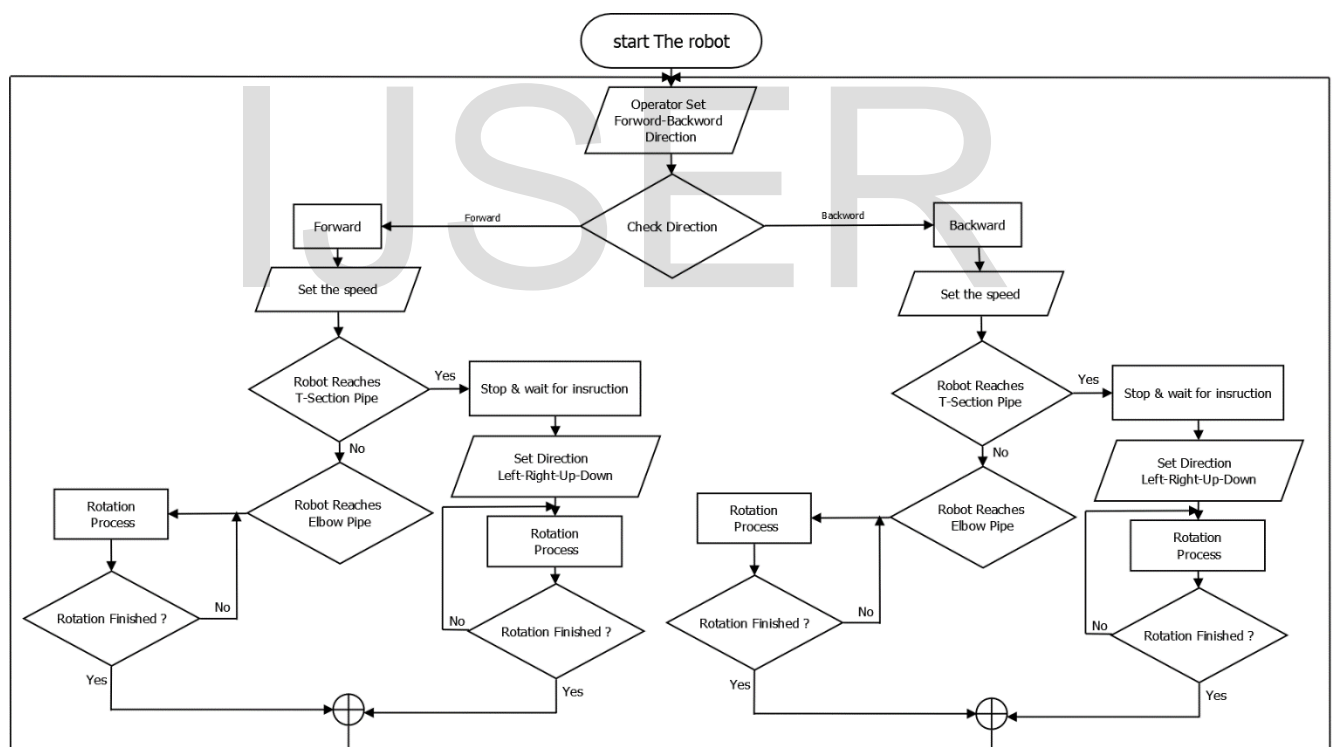 start The robot
IJSER
Operator Set
Forword-Backword
Direction
Check Direction
Forward
Backword
Forward
Backward
Set the speed
Set the speed
Robot Reaches
T-Section Pipe
Yes
Stop & wait for insruction
No
Set Direction
Left-Right-Up-Down
Robot Reaches
Elbow Pipe
Rotation
Process
Rotation
Process
Rotation Finished ?
No
No
Rotation Finished ?
Yes
Yes
Robot Reaches
T-Section Pipe
Yes
Stop & wait for insruction
No
Set Direction
Left-Right-Up-Down
Robot Reaches
Elbow Pipe
Rotation
Process
Rotation
Process
Rotation Finished ?
No
No
Rotation Finished ?
Yes
Yes